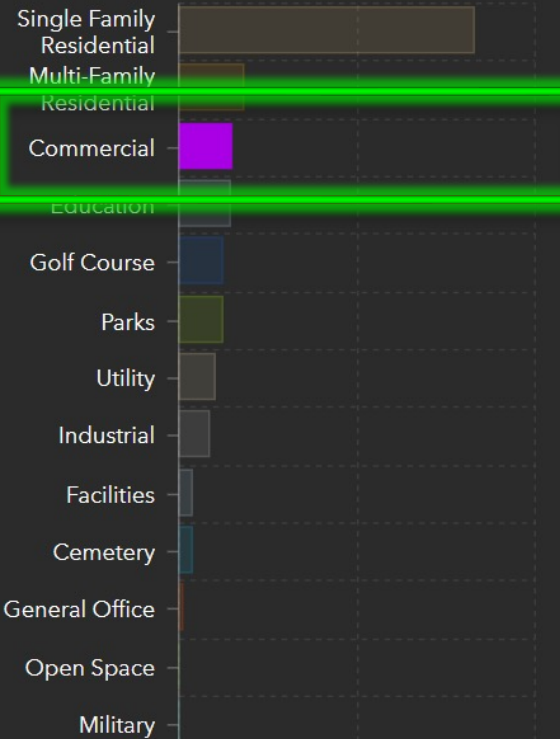 Single Family
Residential
Multi-Family
Residential
Commercial
Education
Golf Course
Parks
Utility
Industrial
Facilities
Cemetery
General Office
Open Space
Military